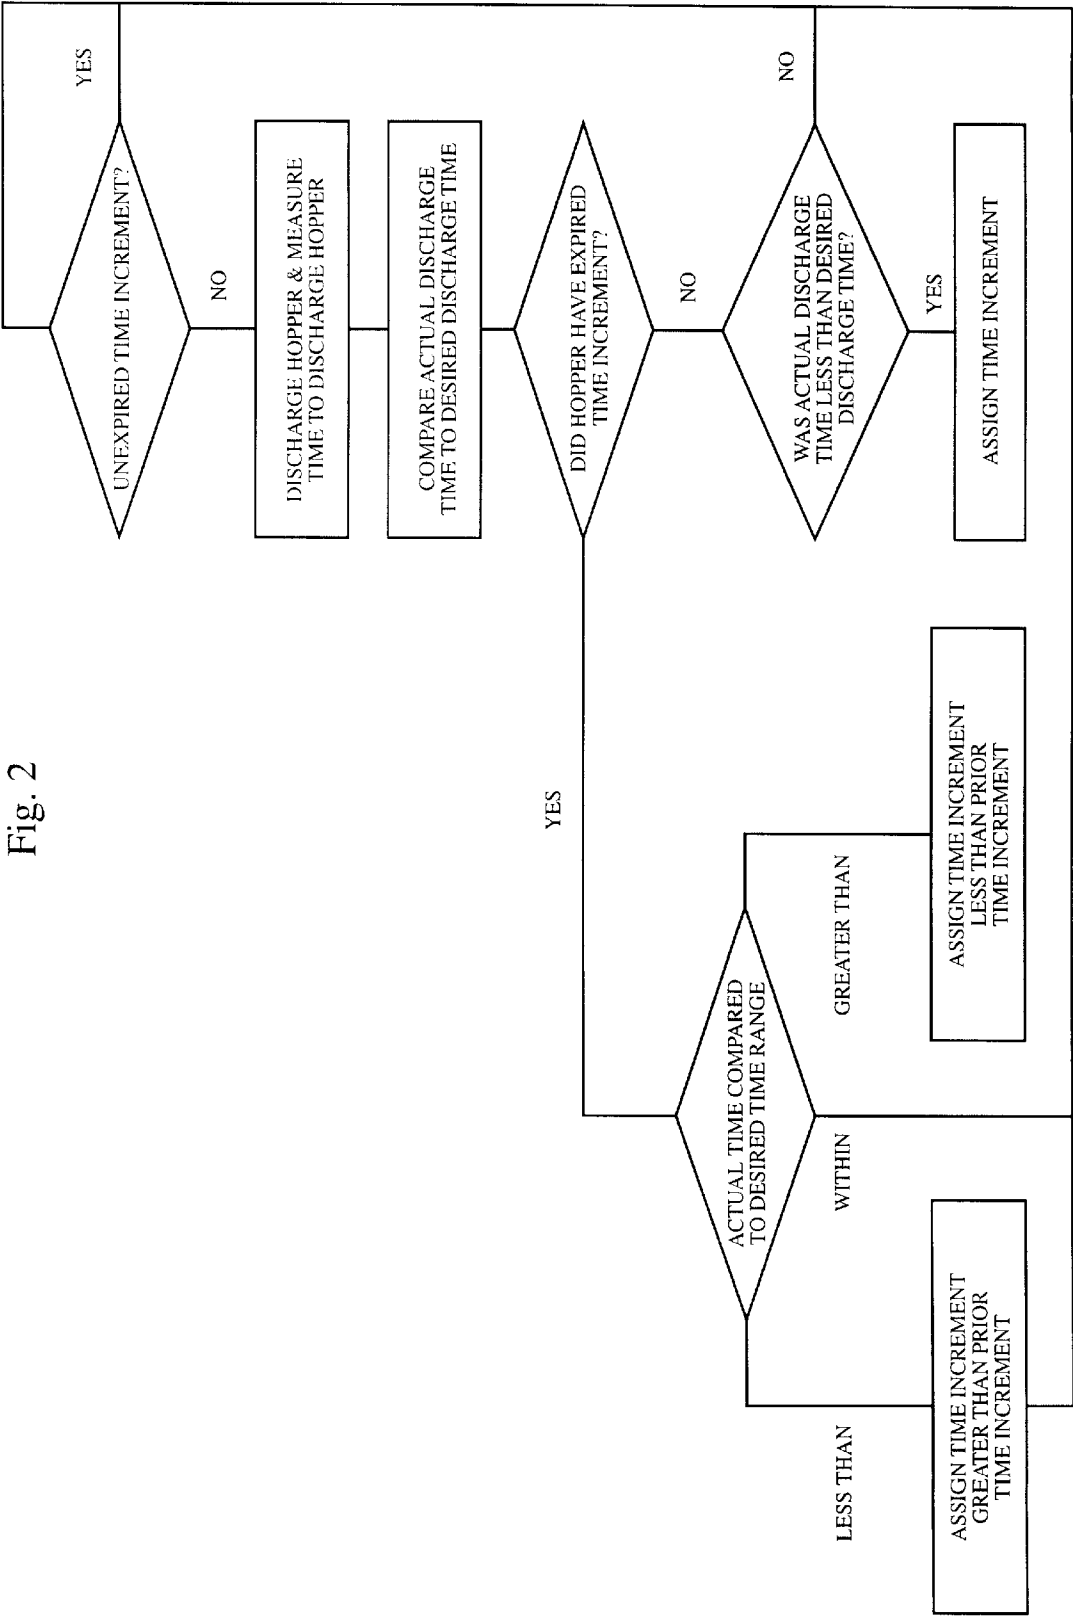 Fig. 2
UNEXPIRED TIME INCREMENT?
YES
NO
DISCHARGE HOPPER & MEASURE
TIME TO DISCHARGE HOPPER
COMPARE ACTUAL DISCHARGE
TIME TO DESIRED DISCHARGE TIME
DID HOPPER HAVE EXPIRED
TIME INCREMENT?
YES
NO
WAS ACTUAL DISCHARGE
TIME LESS THAN DESIRED
DISCHARGE TIME?
NO
YES
ASSIGN TIME INCREMENT
ACTUAL TIME COMPARED
TO DESIRED TIME RANGE
LESS THAN
WITHIN
GREATER THAN
ASSIGN TIME INCREMENT
GREATER THAN PRIOR
TIME INCREMENT
ASSIGN TIME INCREMENT
LESS THAN PRIOR
TIME INCREMENT